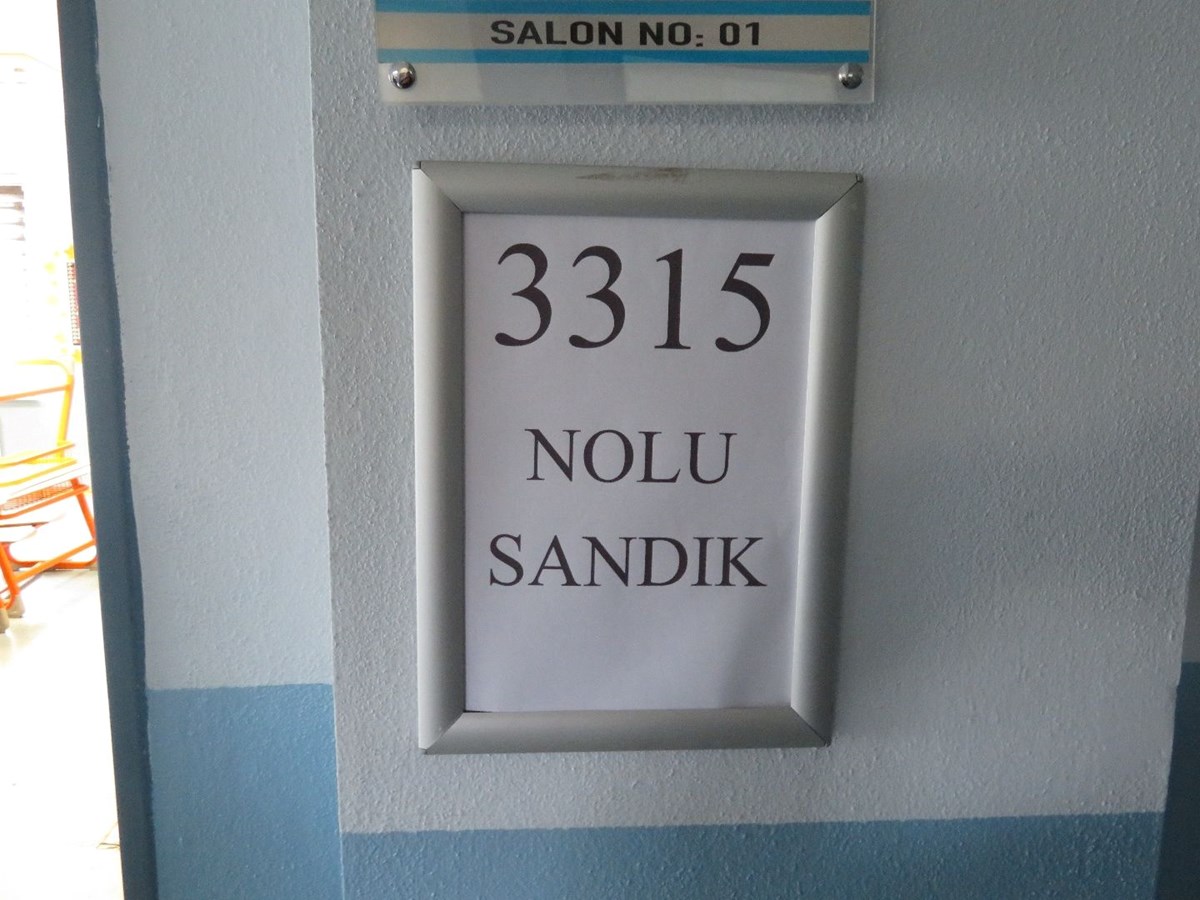 SALON NO: 01
3315
NOLU
SANDIK